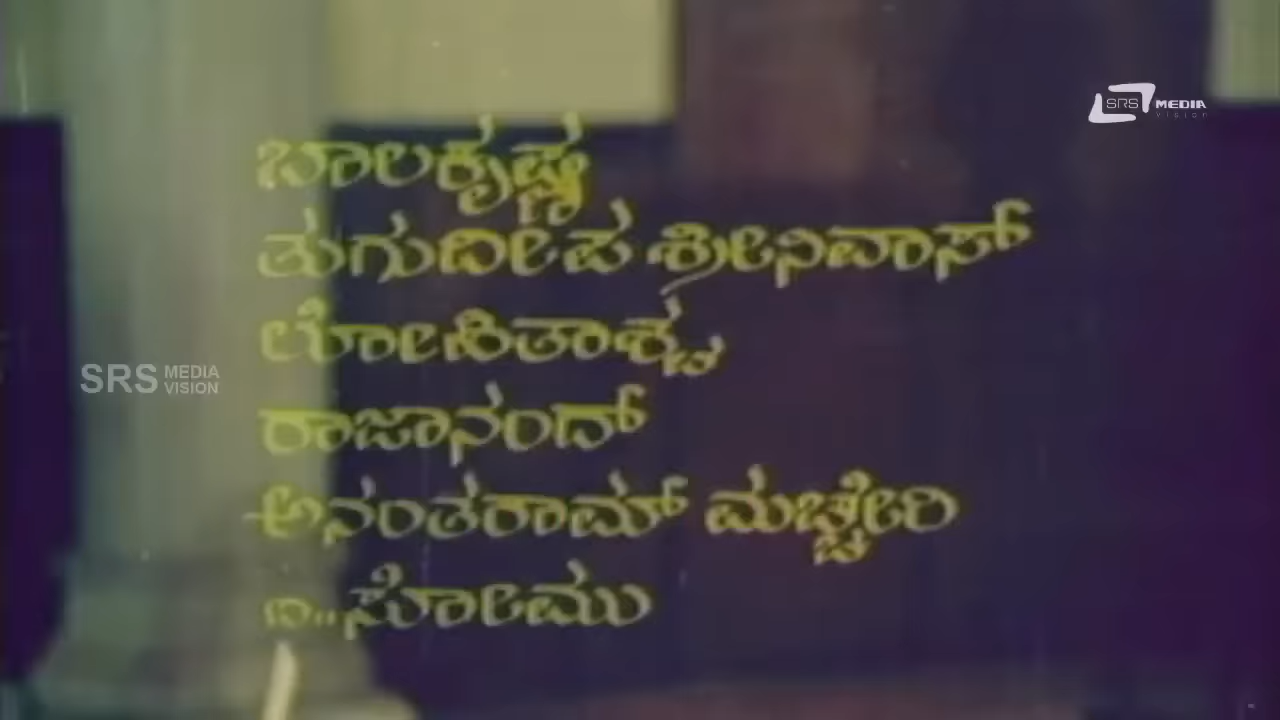 SRS MEDIA
Vision
ಬಾಲಕೃಷ್ಣ
ತುಗುದೀಪ ಶ್ರೀನಿವಾಸ್
ಲೋಹಿತಾಶ್ವ
SRS MEDIA VISION
ರಾಜಾನಂದ್
ಅನಂತರಾಮ್ ಮಚ್ಚೇರಿ
ಸೋಮು